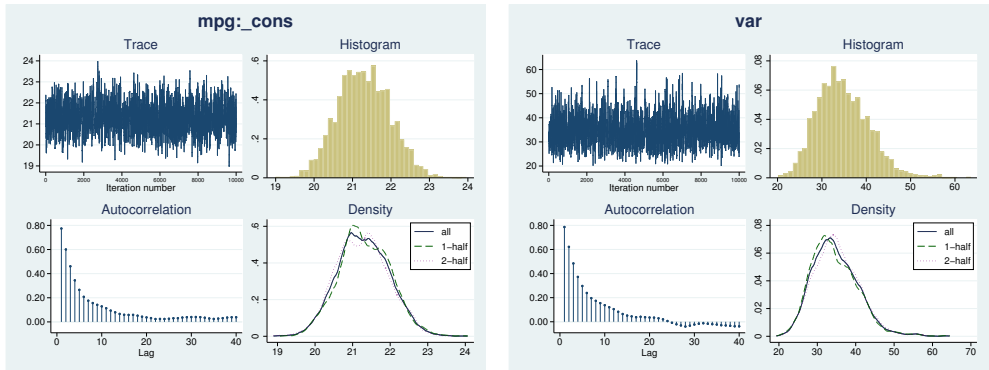 mpg:_cons
Trace
24
23
22
21
20
19
0 2000 4000 6000 8000 10000
Iteration number
Histogram
.6
.4
.2
0
20 21 22 23 24
Autocorrelation
0.80
0.60
0.40
0.20
0.00
0 10 20 30 40
Lag
Density
.6
.4
.2
0
19 20 21 22 23 24
all
1-half
2-half
var
Trace
60
50
40
30
20
0 2000 4000 6000 8000 10000
Iteration number
Histogram
.08
.06
.04
.02
0
20 30 40 50 60
Autocorrelation
0.80
0.60
0.40
0.20
0.00
0 10 20 30 40
Lag
Density
.08
.06
.04
.02
0
20 30 40 50 60 70
all
1-half
2-half